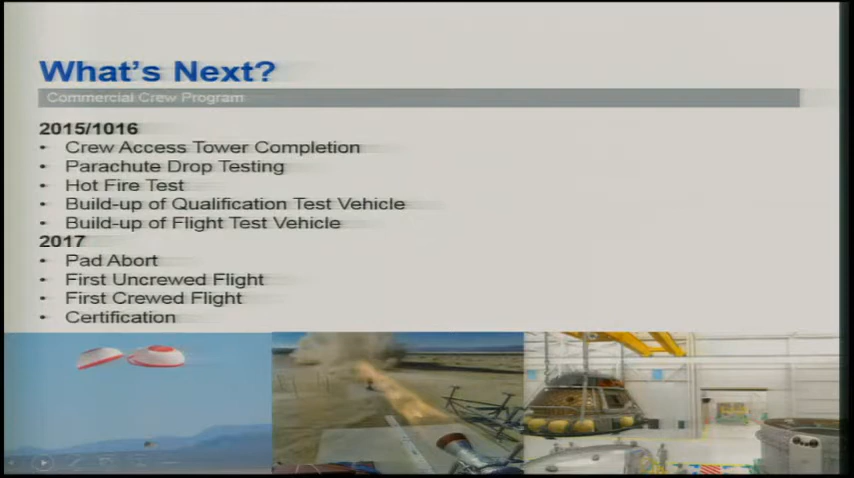 What's Next?
Commercial Crew Program
2015/1016
• Crew Access Tower Completion
• Parachute Drop Testing
• Hot Fire Test
• Build-up of Qualification Test Vehicle
• Build-up of Flight Test Vehicle
2017
• Pad Abort
• First Uncrewed Flight
• First Crewed Flight
• Certification